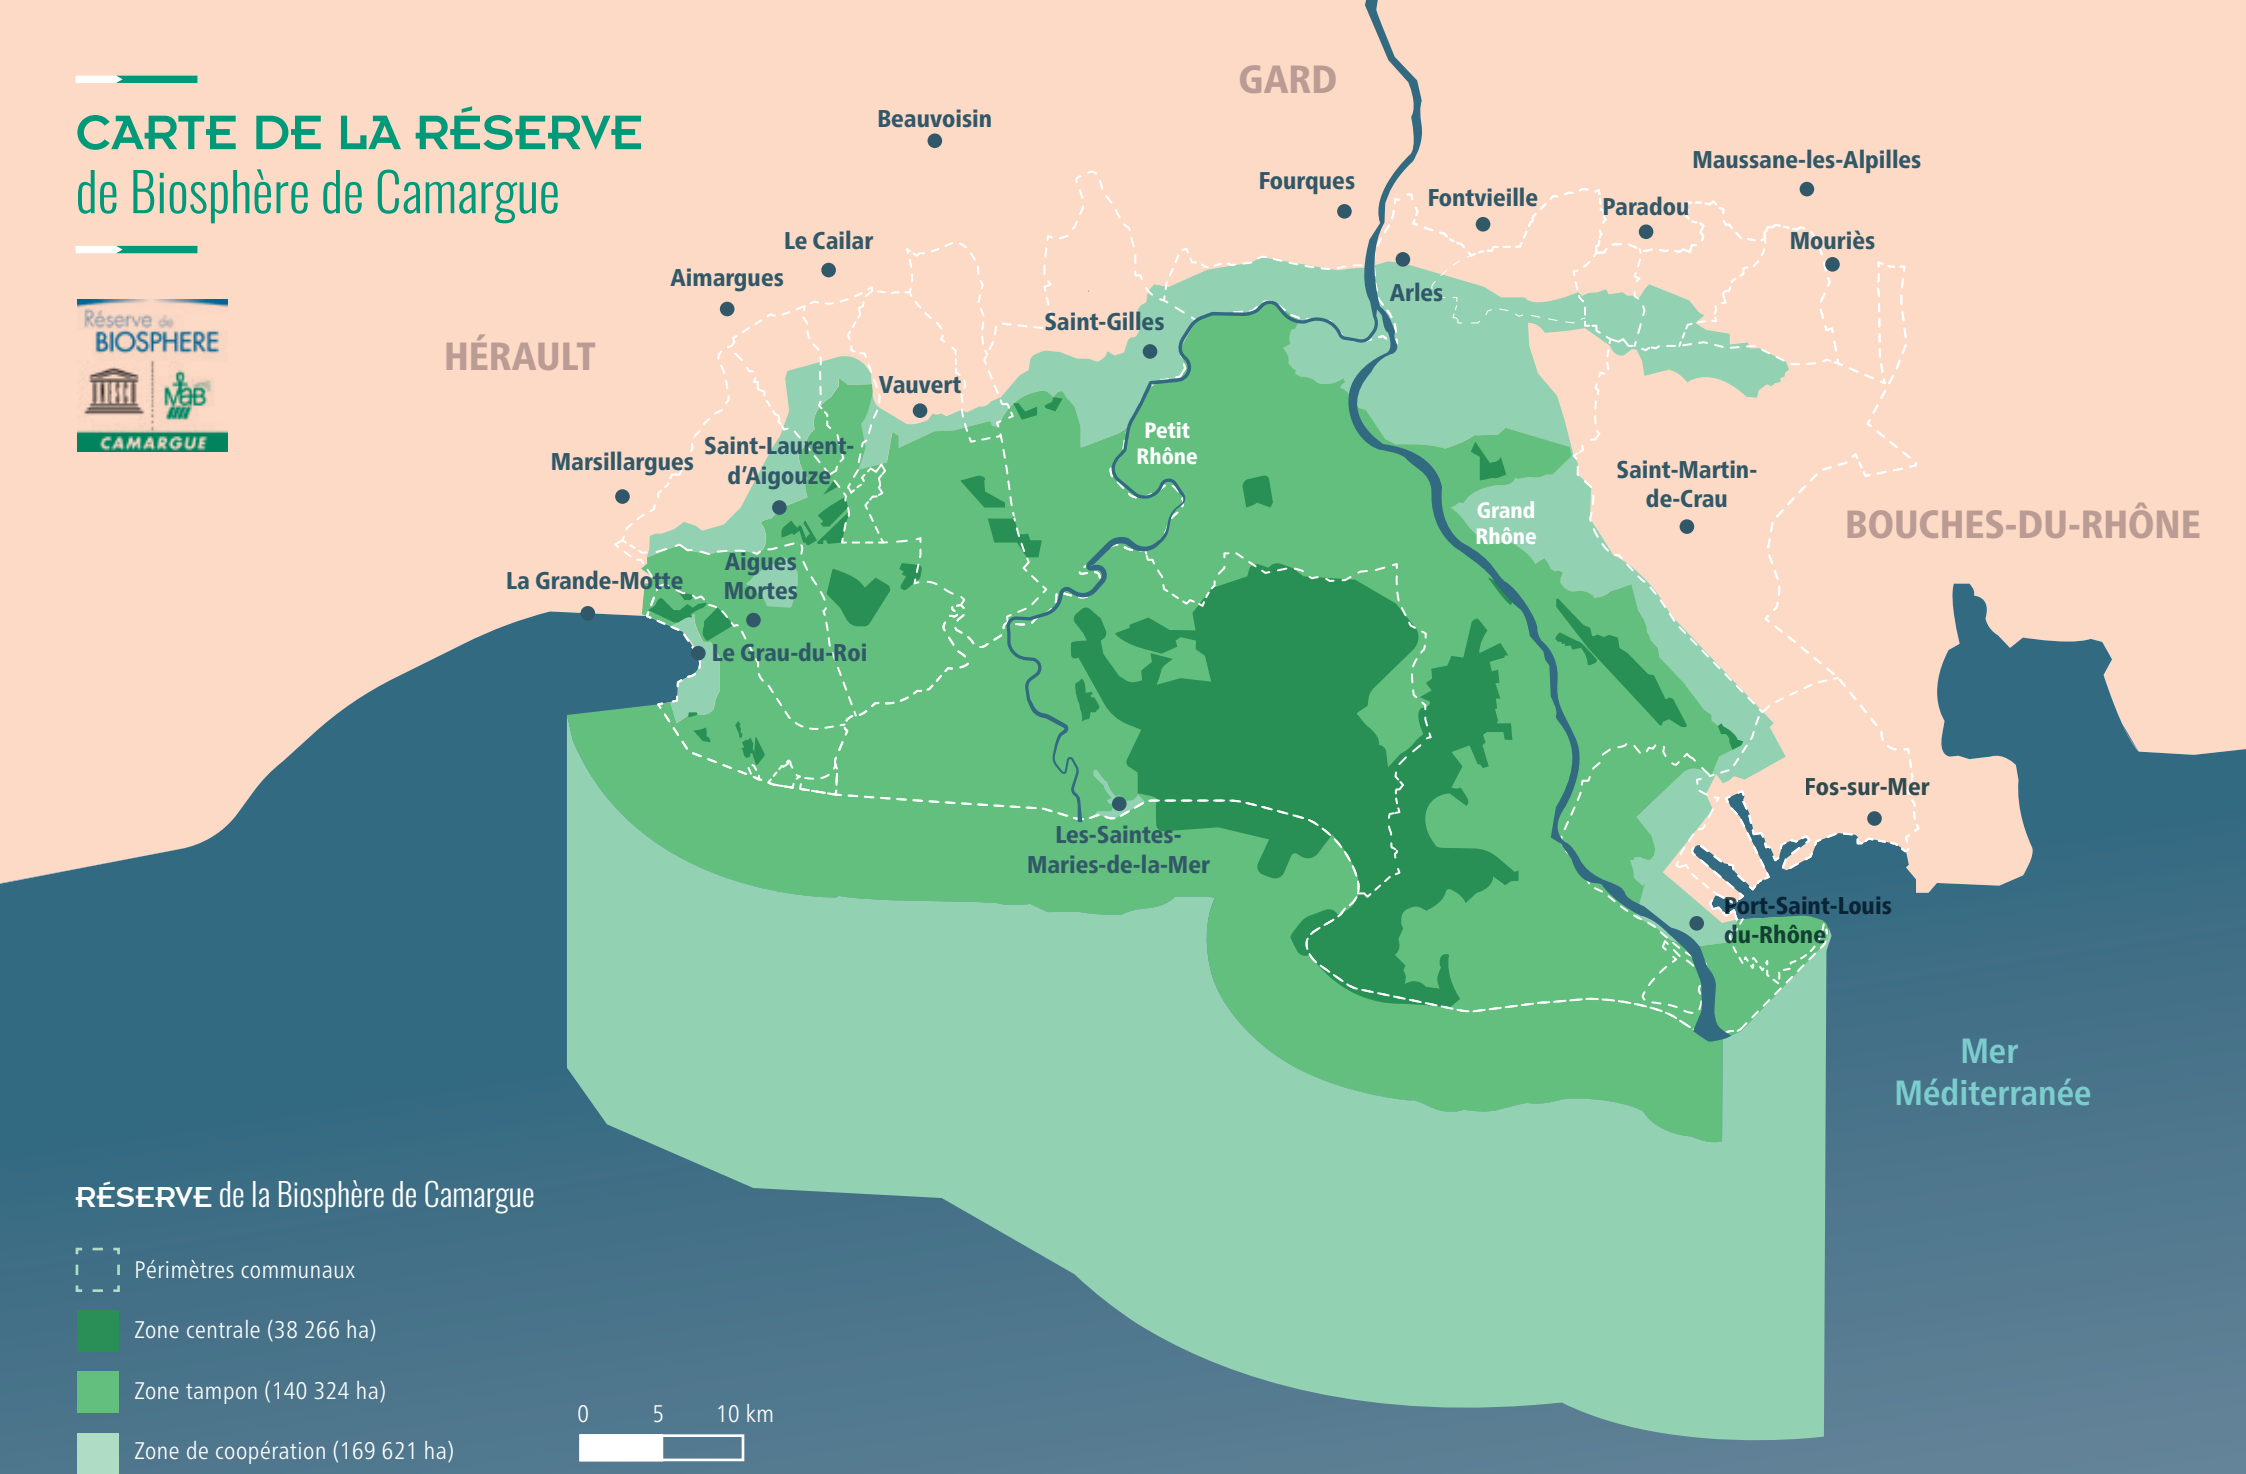 CARTE DE LA RÉSERVE
de Biosphère de Camargue
Réserve de
BIOSPHERE
MaB
CAMARGUE
GARD
HÉRAULT
BOUCHES-DU-RHÔNE
Beauvoisin
Fourques
Fontvieille
Maussane-les-Alpilles
Paradou
Mouriès
Le Cailar
Aimargues
Arles
Saint-Gilles
Vauvert
Saint-Laurent-
d'Aigouze
Marsillargues
Petit
Rhône
Saint-Martin-
de-Crau
Grand
Rhône
Aigues
Mortes
La Grande-Motte
Le Grau-du-Roi
Les-Saintes-
Maries-de-la-Mer
Fos-sur-Mer
Port-Saint-Louis
du-Rhône
Mer
Méditerranée
RÉSERVE de la Biosphère de Camargue
Périmètres communaux
Zone centrale (38 266 ha)
Zone tampon (140 324 ha)
Zone de coopération (169 621 ha)
0 5 10 km